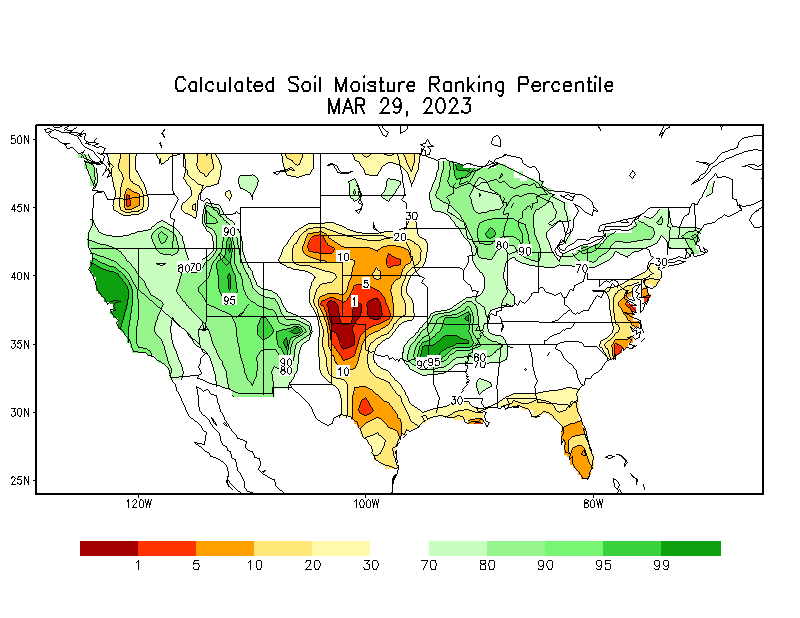 Calculated Soil Moisture Ranking Percentile
MAR 29, 2023
50N
45N
40N
35N
30N
25N
90
30
20
10
80
90
80 70
70
30
5
95
1
90
80
10
90 95
80
70
30
120W
100W
80W
1 5 10 20 30 70 80 90 95 99